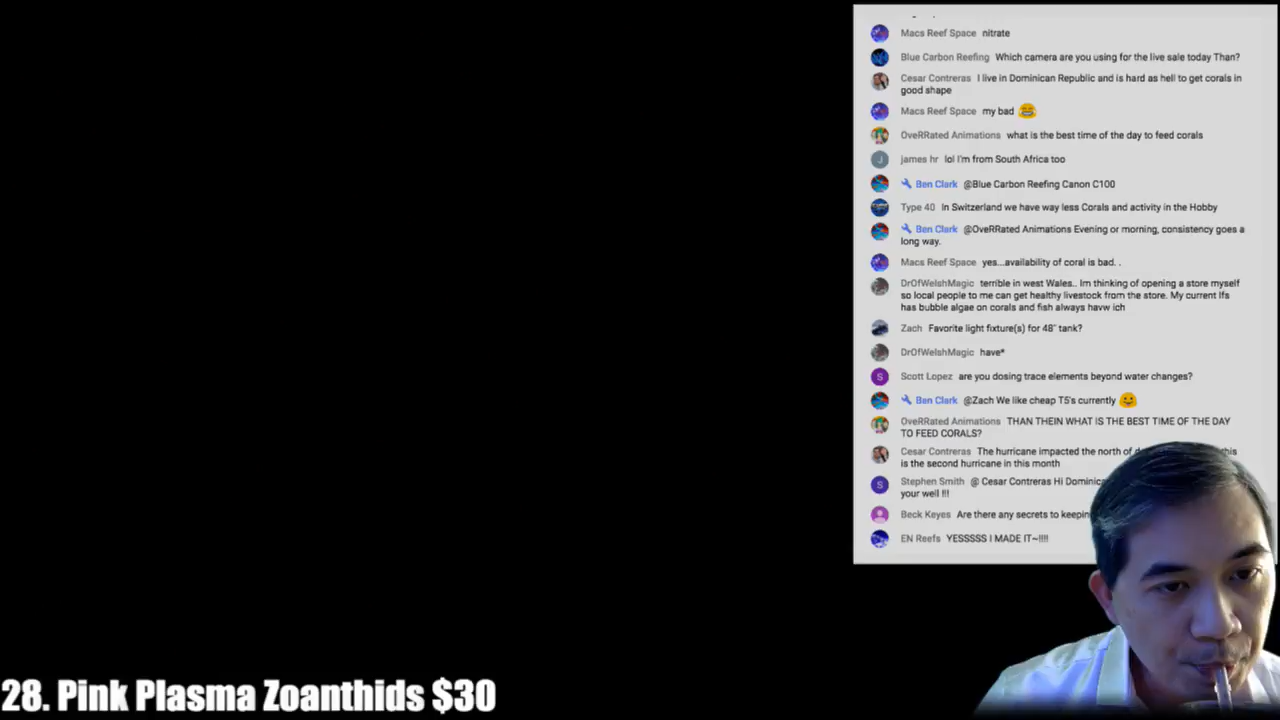 Macs Reef Space nitrate
Blue Carbon Reefing Which camera are you using for the live sale today Than?
Cesar Contreras I live in Dominican Republic and is hard as hell to get corals in
good shape
Macs Reef Space my bad
OveRRated Animations what is the best time of the day to feed corals
J james hr lol I'm from South Africa too
Ben Clark @Blue Carbon Reefing Canon C100
Type 40 In Switzerland we have way less Corals and activity in the Hobby
Ben Clark @OveRRated Animations Evening or morning, consistency goes a
long way.
Macs Reef Space yes...availability of coral is bad. .
DrOfWelshMagic terrible in west Wales.. Im thinking of opening a store myself
so local people to me can get healthy livestock from the store. My current lfs
has bubble algae on corals and fish always havw ich
Zach Favorite light fixture(s) for 48" tank?
DrOfWelshMagic have*
S Scott Lopez are you dosing trace elements beyond water changes?
Ben Clark @Zach We like cheap T5's currently
OveRRated Animations THAN THEIN WHAT IS THE BEST TIME OF THE DAY
TO FEED CORALS?
Cesar Contreras The hurricane impacted the north of this
is the second hurricane in this month
S Stephen Smith @ Cesar Contreras Hi
your well !!!
Beck Keyes Are there any secrets to
EN Reefs YESSSSS I MADE IT~!!!!
28. Pink Plasma Zoanthids $30